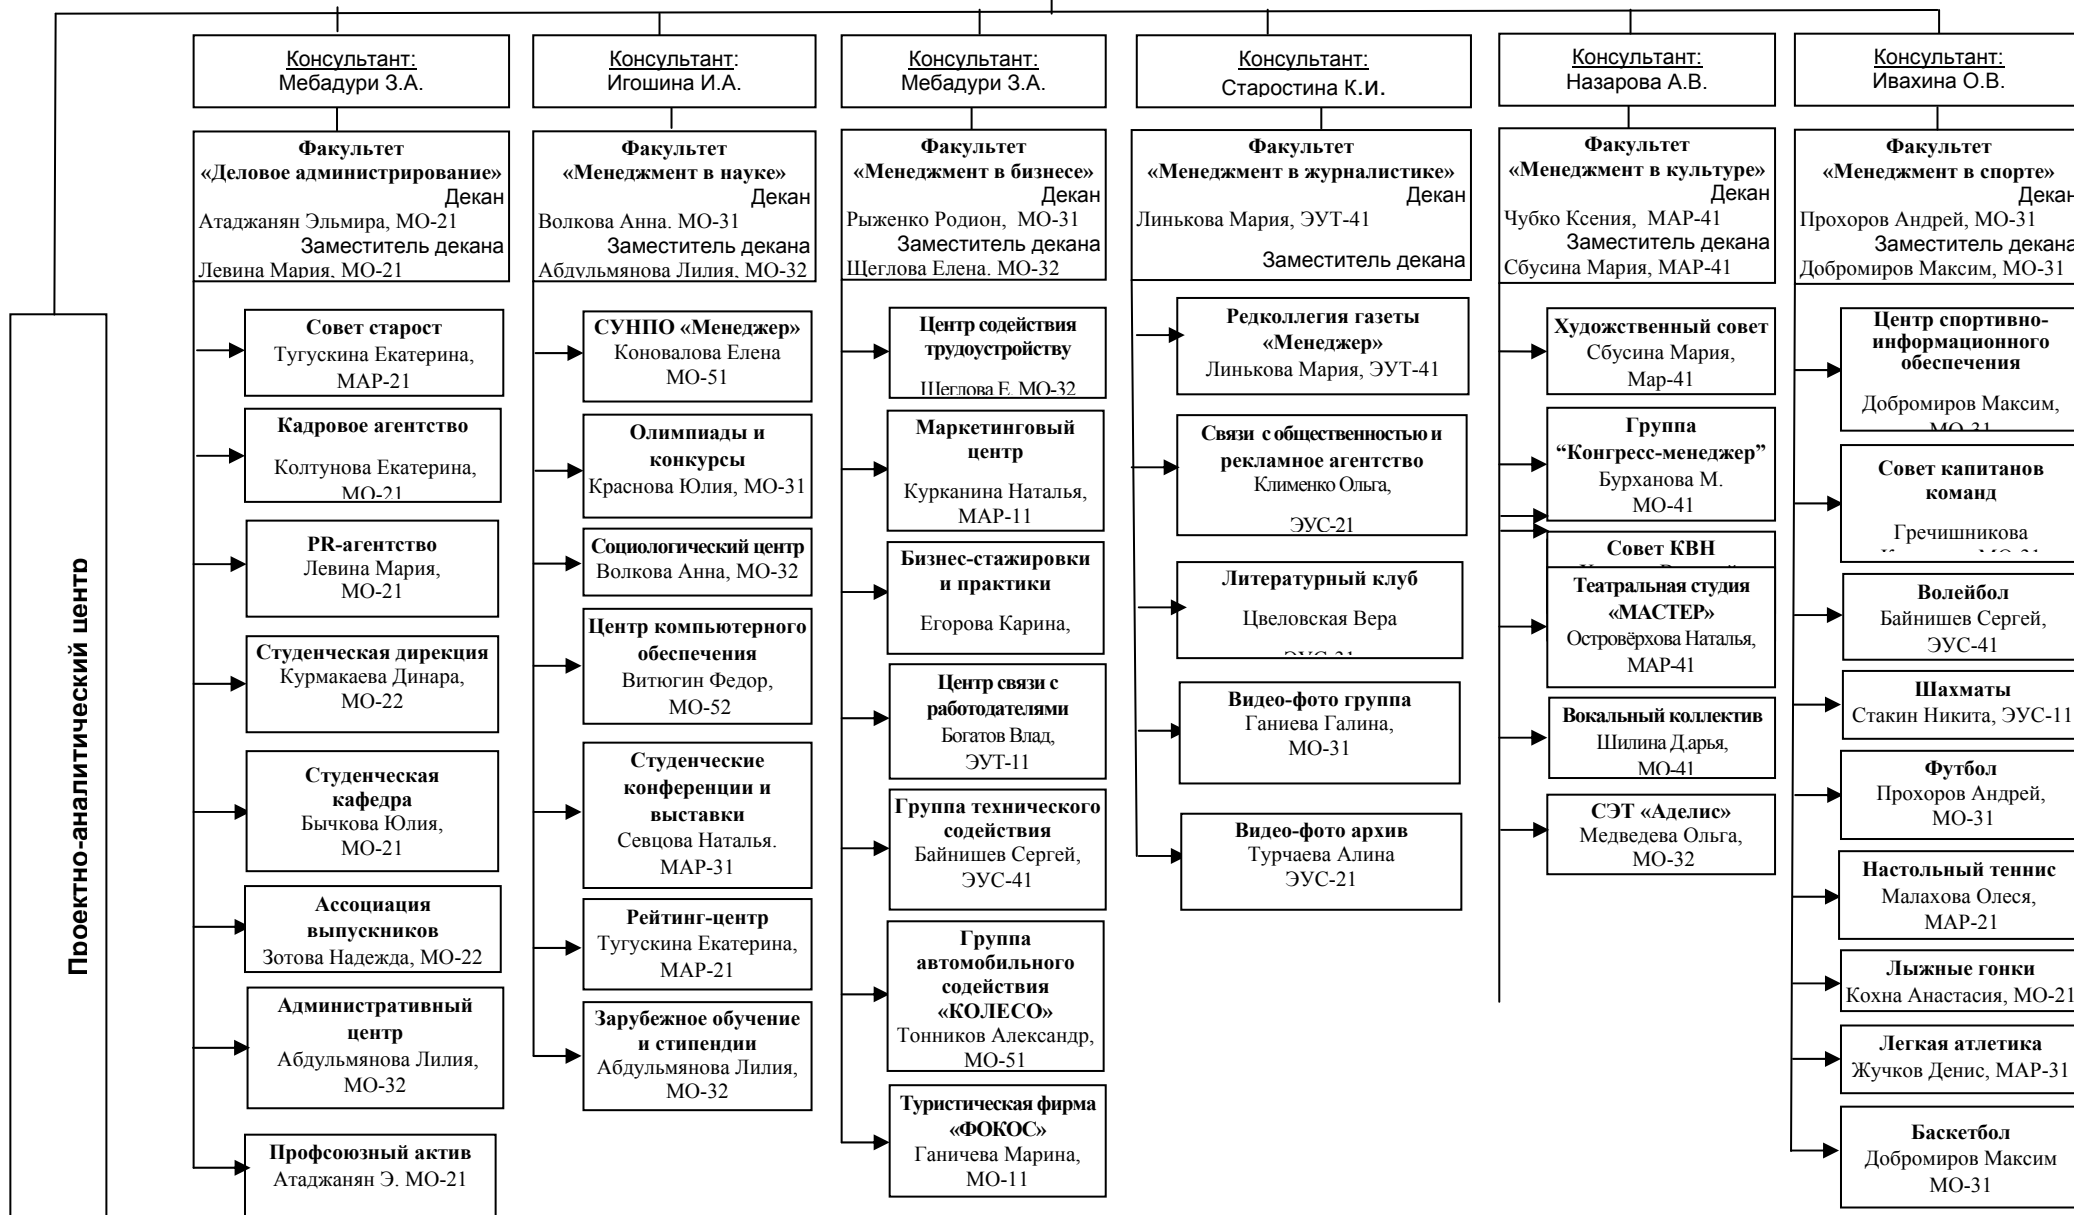 Проектно-аналитический центр
Консультант:
Мебадури З.А.
Факультет
«Деловое администрирование»
Декан
Атаджанян Эльмира, МО-21
Заместитель декана
Левина Мария, МО-21
Совет старост
Тугускина Екатерина,
МАР-21
Кадровое агентство
Колтунова Екатерина,
МО-21
PR-агентство
Левина Мария,
МО-21
Студенческая дирекция
Курмакаева Динара,
МО-22
Студенческая
кафедра
Бычкова Юлия,
МО-21
Ассоциация
выпускников
Зотова Надежда, МО-22
Административный
центр
Абдульмянова Лилия,
МО-32
Профсоюзный актив
Атаджанян Э. МО-21
Консультант:
Игошина И.А.
Факультет
«Менеджмент в науке»
Декан
Волкова Анна. МО-31
Заместитель декана
Абдульмянова Лилия. МО-32
СУНПО «Менеджер»
Коновалова Елена
МО-51
Олимпиады и
конкурсы
Краснова Юлия, МО-31
Социологический центр
Волкова Анна, МО-32
Центр компьютерного
обеспечения
Витюгин Федор,
МО-52
Студенческие
конференции и
выставки
Севцова Наталья.
МАР-31
Рейтинг-центр
Тугускина Екатерина,
МАР-21
Зарубежное обучение
и стипендии
Абдульмянова Лилия,
МО-32
Консультант:
Мебадури З.А.
Факультет
«Менеджмент в бизнесе»
Декан
Рыженко Родион, МО-31
Заместитель декана
Щеглова Елена. МО-32
Центр содействия
трудоустройству
Щеглова Е. МО-32
Маркетинговый
центр
Курканина Наталья,
МАР-11
Бизнес-стажировки
и практики
Егорова Карина,
Центр связи с
работодателями
Богатов Влад,
ЭУТ-11
Группа технического
содействия
Байнишев Сергей,
ЭУС-41
Группа
автомобильного
содействия
«КОЛЕСО»
Тонников Александр,
МО-51
Туристическая фирма
«ФОКОС»
Ганичева Марина,
МО-11
Консультант:
Старостина К.И.
Факультет
«Менеджмент в журналистике»
Декан
Линькова Мария, ЭУТ-41
Заместитель декана
Редколлегия газеты
«Менеджер»
Линькова Мария, ЭУТ-41
Связи с общественностью и
рекламное агентство
Клименко Ольга,
ЭУС-21
Литературный клуб
Цвеловская Вера
Видео-фото группа
Ганиева Галина,
МО-31
Видео-фото архив
Турчаева Алина
ЭУС-21
Консультант:
Назарова А.В.
Факультет
«Менеджмент в культуре»
Декан
Чубко Ксения, МАР-41
Заместитель декана
Сбусина Мария, МАР-41
Художественный совет
Сбусина Мария,
Мар-41
Группа
“Конгресс-менеджер”
Бурханова М.
МО-41
Совет КВН
Театральная студия
«МАСТЕР»
Островёрхова Наталья,
МАР-41
Вокальный коллектив
Шилина Д.арья,
МО-41
СЭТ «Аделис»
Медведева Ольга,
МО-32
Консультант:
Ивахина О.В.
Факультет
«Менеджмент в спорте»
Декан
Прохоров Андрей, МО-31
Заместитель декана
Добромиров Максим, МО-31
Центр спортивно-
информационного
обеспечения
Добромиров Максим,
МО-31
Совет капитанов
команд
Гречишникова
Волейбол
Байнишев Сергей,
ЭУС-41
Шахматы
Стакин Никита, ЭУС-11
Футбол
Прохоров Андрей,
МО-31
Настольный теннис
Малахова Олеся,
МАР-21
Лыжные гонки
Кохна Анастасия, МО-21
Легкая атлетика
Жучков Денис, МАР-31
Баскетбол
Добромиров Максим
МО-31